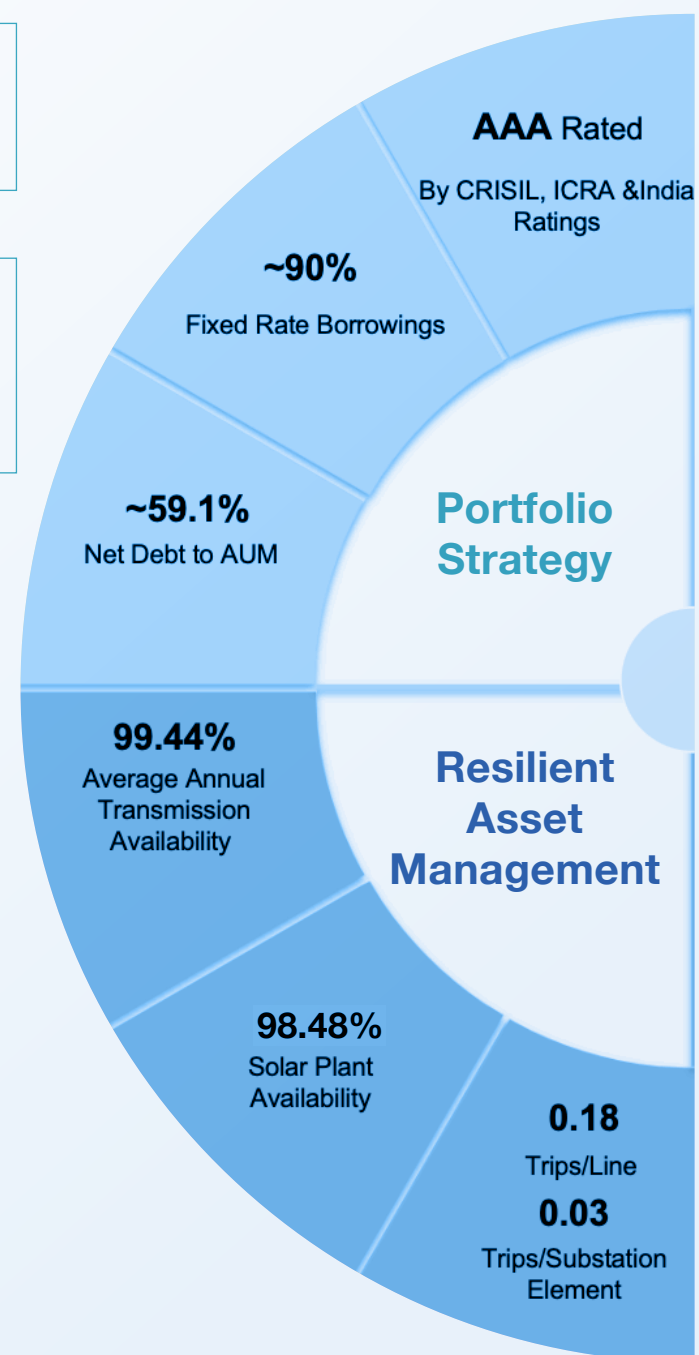 AAA Rated
By CRISIL, ICRA &India
Ratings
~90%
Fixed Rate Borrowings
~59.1%
Net Debt to AUM
Portfolio
Strategy
99.44%
Average Annual
Transmission
Availability
Resilient
Asset
Management
98.48%
Solar Plant
Availability
0.18
Trips/Line
0.03
Trips/Substation
Element